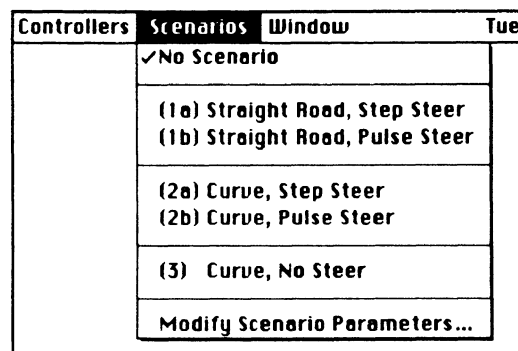 Controllers Scenarios Window Tue
✓No Scenario
(1a) Straight Road, Step Steer
(1b) Straight Road, Pulse Steer
(2a) Curve, Step Steer
(2b) Curve, Pulse Steer
(3) Curve, No Steer
Modify Scenario Parameters...